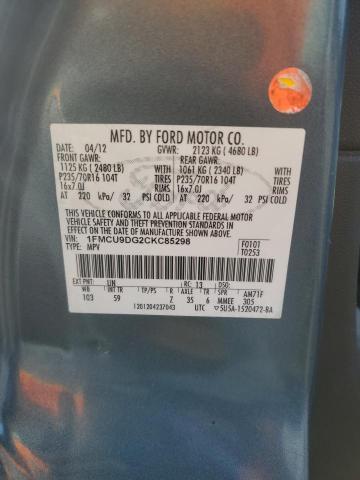 MFD. BY FORD MOTOR CO.
DATE: 04/12 GVWR: 2123 KG ( 4680 LB)
FRONT GAWR: REAR GAWR:
1125 KG ( 2480 LB) WITH 1061 KG ( 2340 LB) WITH
P235/70R16 104T TIRES P235/70R16 104T TIRES
16x7.0J RIMS 16x7.0J RIMS
AT 220 kPa/ 32 PSI COLD AT 220 kPa/ 32 PSI COLD
THIS VEHICLE CONFORMS TO ALL APPLICABLE FEDERAL MOTOR
VEHICLE SAFETY AND THEFT PREVENTION STANDARDS IN EFFECT ON THE
DATE OF MANUFACTURE SHOWN ABOVE.
VIN: 1FMCU9DG2CKC85298 F0101
TYPE: MPV T0253
EXT PNT: UN RC: 13
WB INT TR TP/PS R AXLE TR SPR AM71F
103 59 Z 35 6 MMEE 305
1201204237043 UTC 5U5A-1520472-BA